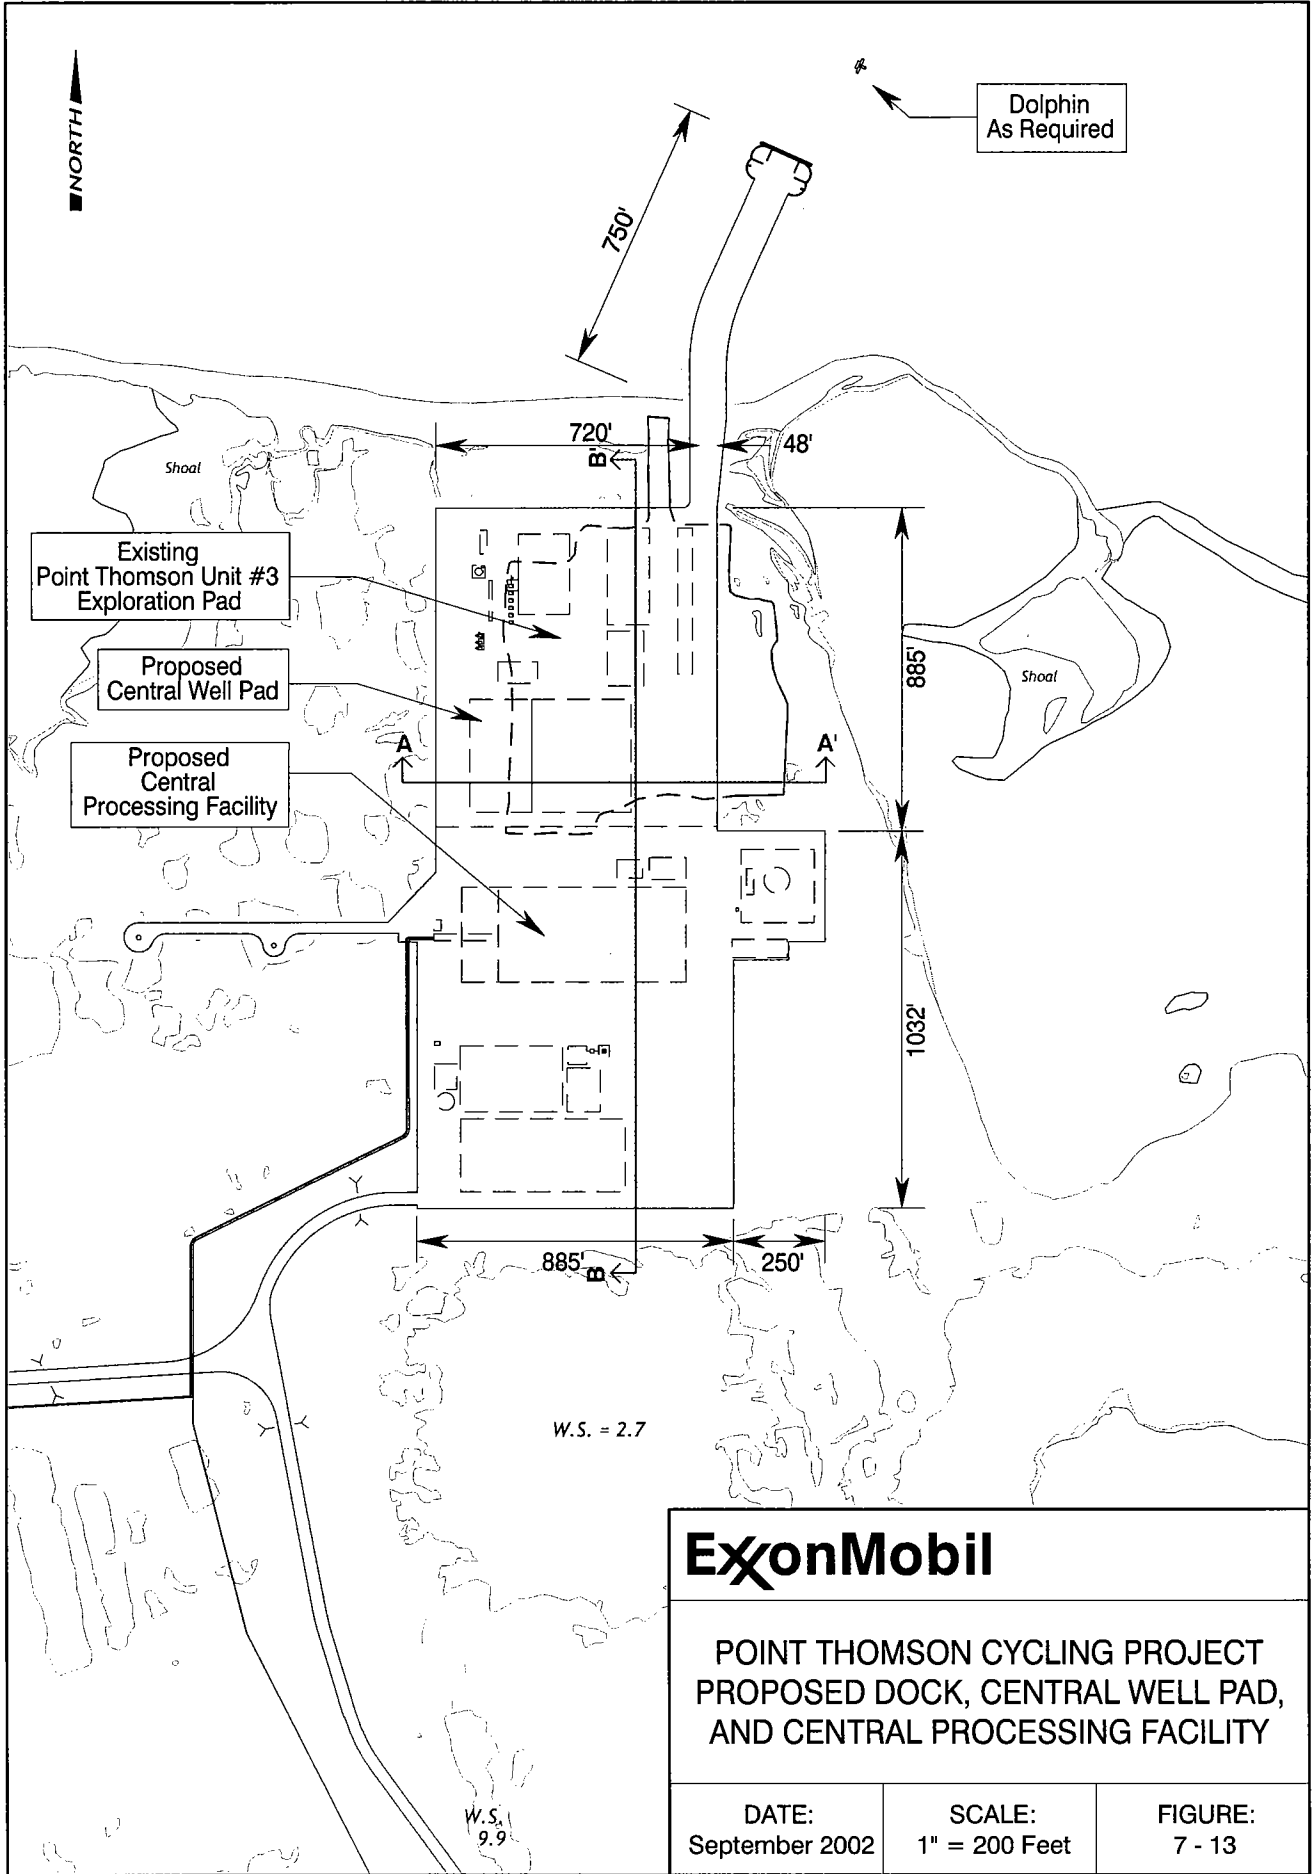 NORTH
Dolphin
As Required
750'
720'
48'
B'
Shoal
Existing
Point Thomson Unit #3
Exploration Pad
Proposed
Central Well Pad
885'
Shoal
A
A'
Proposed
Central
Processing Facility
1032'
885'
250'
B
W.S. = 2.7
W.S.
9.9
ExxonMobil
POINT THOMSON CYCLING PROJECT
PROPOSED DOCK, CENTRAL WELL PAD,
AND CENTRAL PROCESSING FACILITY
DATE:
September 2002
SCALE:
1" = 200 Feet
FIGURE:
7 - 13